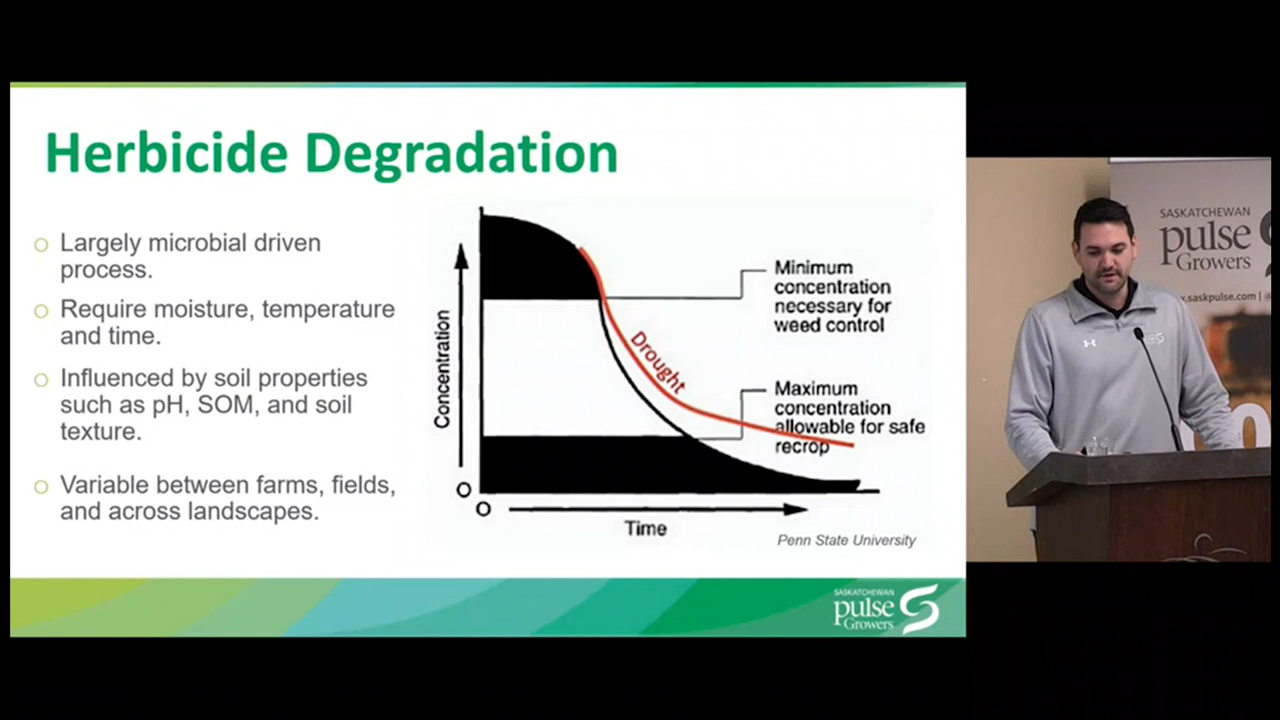 Herbicide Degradation
o Largely microbial driven
process.
o Require moisture, temperature
and time.
o Influenced by soil properties
such as pH, SOM, and soil
texture.
o Variable between farms, fields,
and across landscapes.
Concentration
O
O
Time
Drought
Minimum
concentration
necessary for
weed control
Maximum
concentration
allowable for safe
recrop
Penn State University
SASKATCHEWAN
pulse
Growers
SASKATCHEWAN
pulse
Growers
.saskpulse.com |